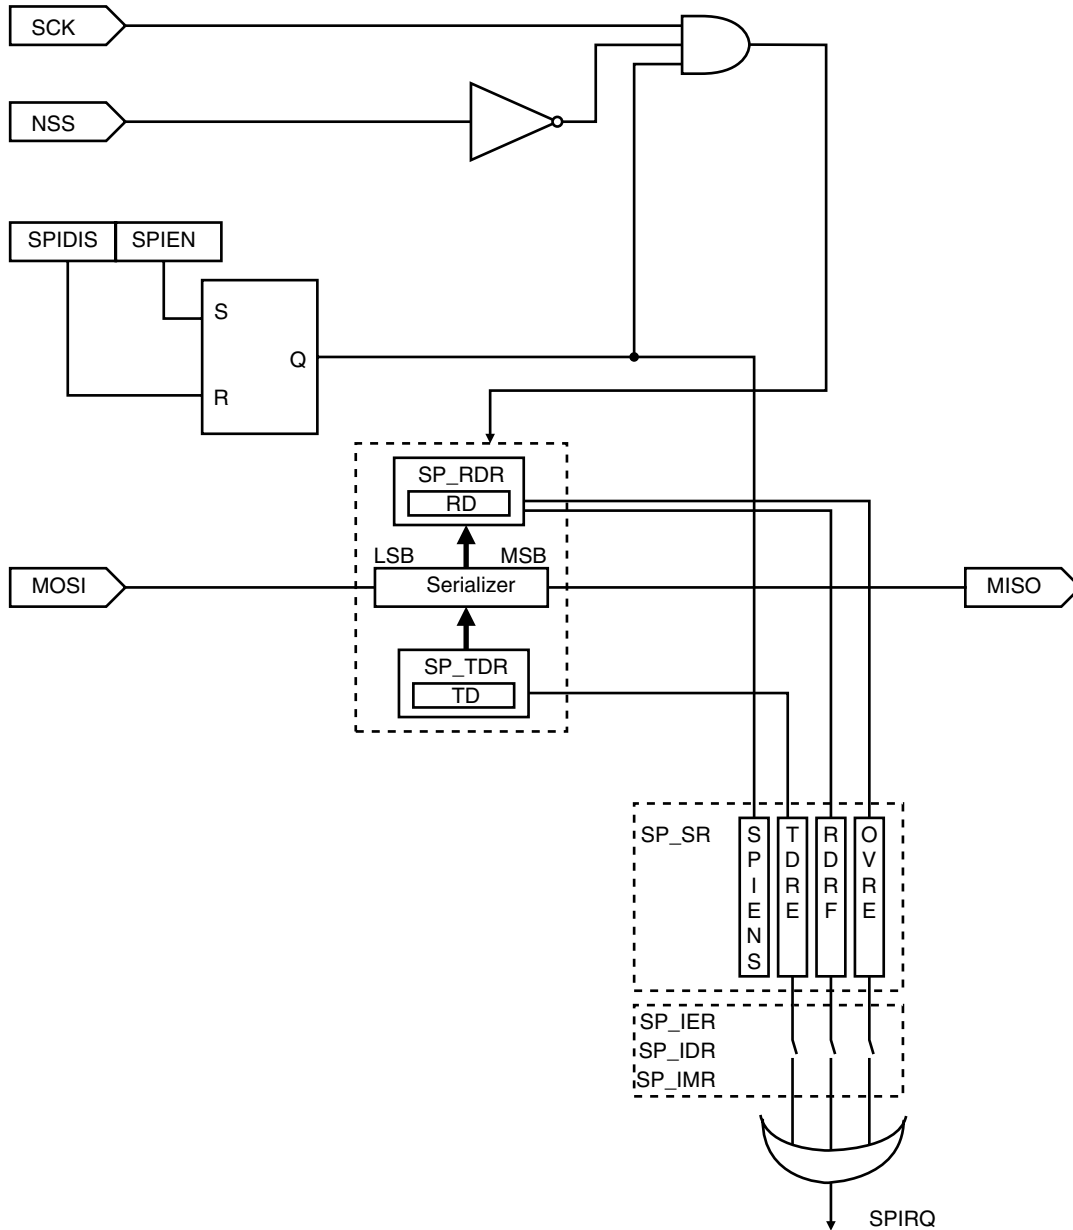 SCK
NSS
SPIDIS SPIEN
S
Q
R
SP_RDR
RD
LSB MSB
MOSI
Serializer
MISO
SP_TDR
TD
SP_SR
SPIENS
TDRE
RDRF
OVRE
SP_IER
SP_IDR
SP_IMR
SPIRQ